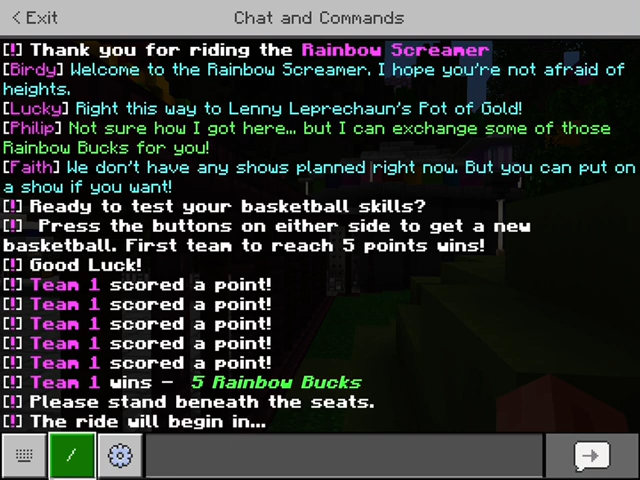 < Exit
Chat and Commands
[!] Thank you for riding the Rainbow Screamer
[Birdy] Welcome to the Rainbow Screamer. I hope you're not afraid of
heights.
[Lucky] Right this way to Lenny Leprechaun's Pot of Gold!
[Philip] Not sure how I got here... but I can exchange some of those
Rainbow Bucks for you!
[Faith] We don't have any shows planned right now. But you can put on
a show if you want!
[!] Ready to test your basketball skills?
[!] Press the buttons on either side to get a new
basketball. First team to reach 5 points wins!
[!] Good Luck!
[!] Team 1 scored a point!
[!] Team 1 scored a point!
[!] Team 1 scored a point!
[!] Team 1 scored a point!
[!] Team 1 scored a point!
[!] Team 1 wins - 5 Rainbow Bucks
[!] Please stand beneath the seats.
[!] The ride will begin in...
/